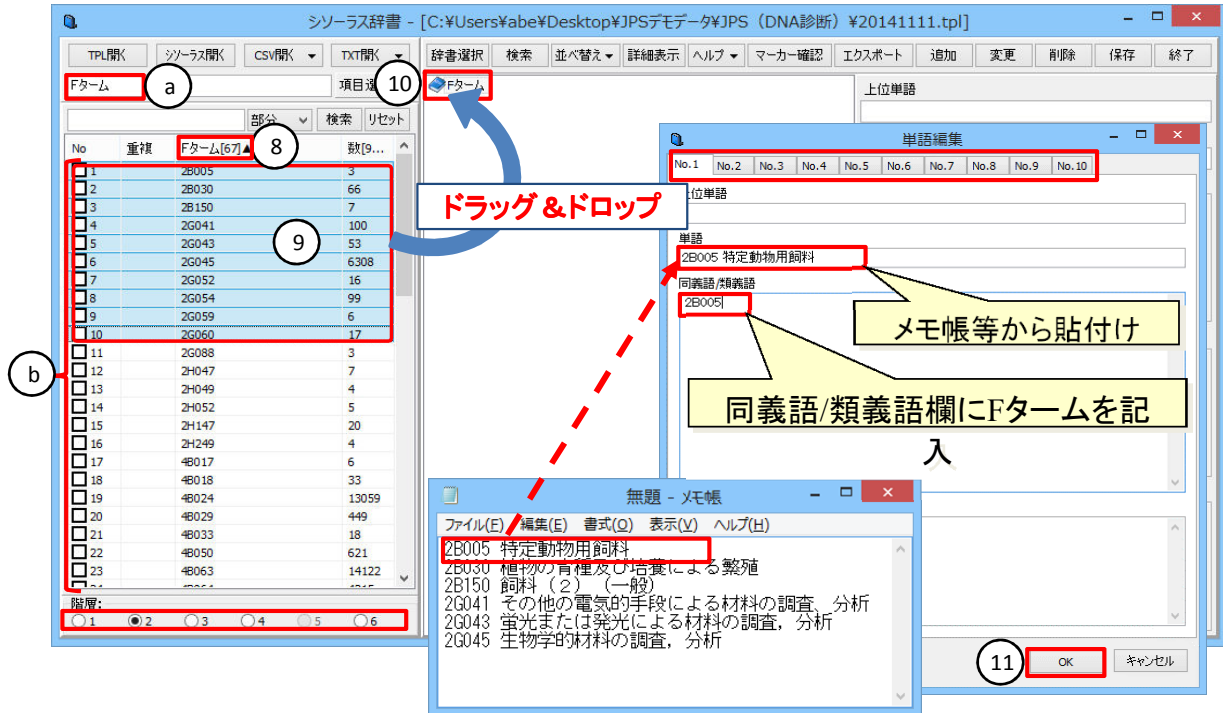 シソーラス辞書 - [C:¥Users¥abe¥Desktop¥JPSデモデータ¥JPS（DNA診断）¥20141111.tpl]
TPL開く シソーラス開く CSV開く TXT開く 辞書選択 検索 並べ替え 詳細表示 ヘルプ マーカー確認 エクスポート 追加 変更 削除 保存 終了
Fターム a 項目 10 Fターム 上位単語
部分 検索 リセット
No 重複 Fターム[67]▲ 8 数[9...
1 2B005 3
2 2B030 66
3 2B150 7
4 2G041 100
5 2G043 53
6 2G045 6308
7 2G052 16
8 2G054 99
9 2G059 6
10 2G060 17
11 2G088 3
12 2H047 7
13 2H049 4
14 2H052 5
15 2H147 20
16 2H249 4
17 4B017 6
18 4B018 33
19 4B024 13059
20 4B029 449
21 4B033 18
22 4B050 621
23 4B063 14122
9
b
階層:
1 2 3 4 5 6
ドラッグ＆ドロップ
単語編集
No.1 No.2 No.3 No.4 No.5 No.6 No.7 No.8 No.9 No.10
上位単語
単語
2B005 特定動物用飼料
同義語/類義語
2B005
メモ帳等から貼付け
同義語/類義語欄にFタームを記
入
無題 - メモ帳
ファイル(F) 編集(E) 書式(O) 表示(V) ヘルプ(H)
2B005 特定動物用飼料
2B030 植物の育種及び培養による繁殖
2B150 飼料（２）（一般）
2G041 その他の電気的手段による材料の調査、分析
2G043 蛍光または発光による材料の調査，分析
2G045 生物学的材料の調査，分析
11 OK キャンセル